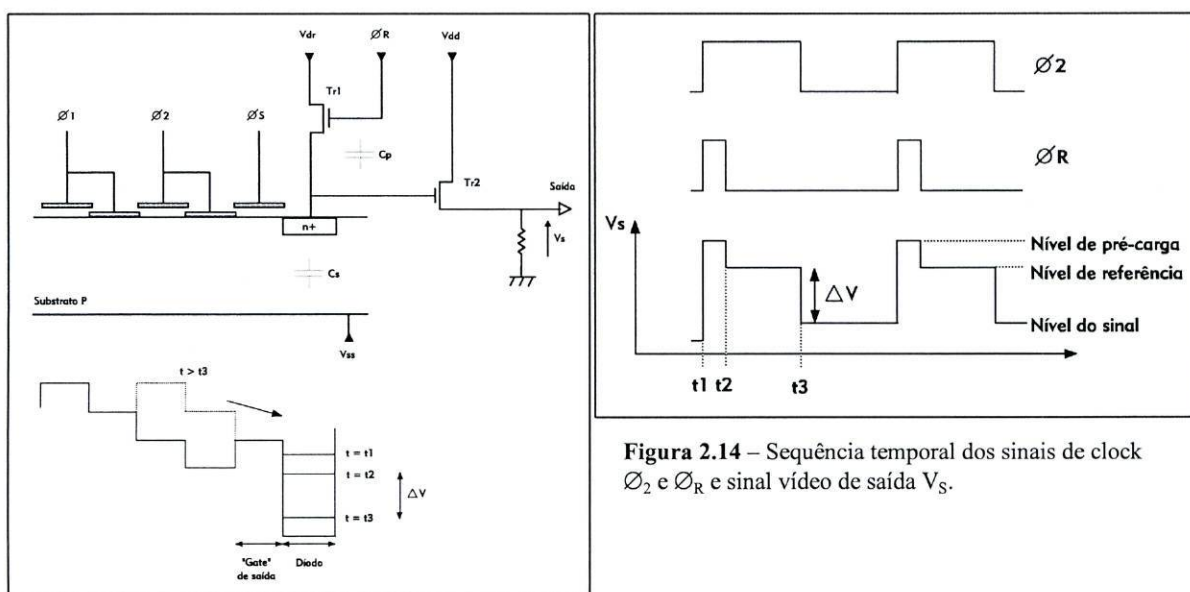 Vdr
ØR
Vdd
Tr1
Ø1
Ø2
ØS
Cp
Tr2
Saída
n+
Vs
Cs
Substrato P
Vss
t > t3
t = t1
t = t2
ΔV
t = t3
"Gate" de saída
Díodo
Ø2
ØR
Vs
Nível de pré-carga
Nível de referência
ΔV
Nível do sinal
t1 t2 t3
Figura 2.14 – Sequência temporal dos sinais de clock
Ø2 e ØR e sinal vídeo de saída VS.